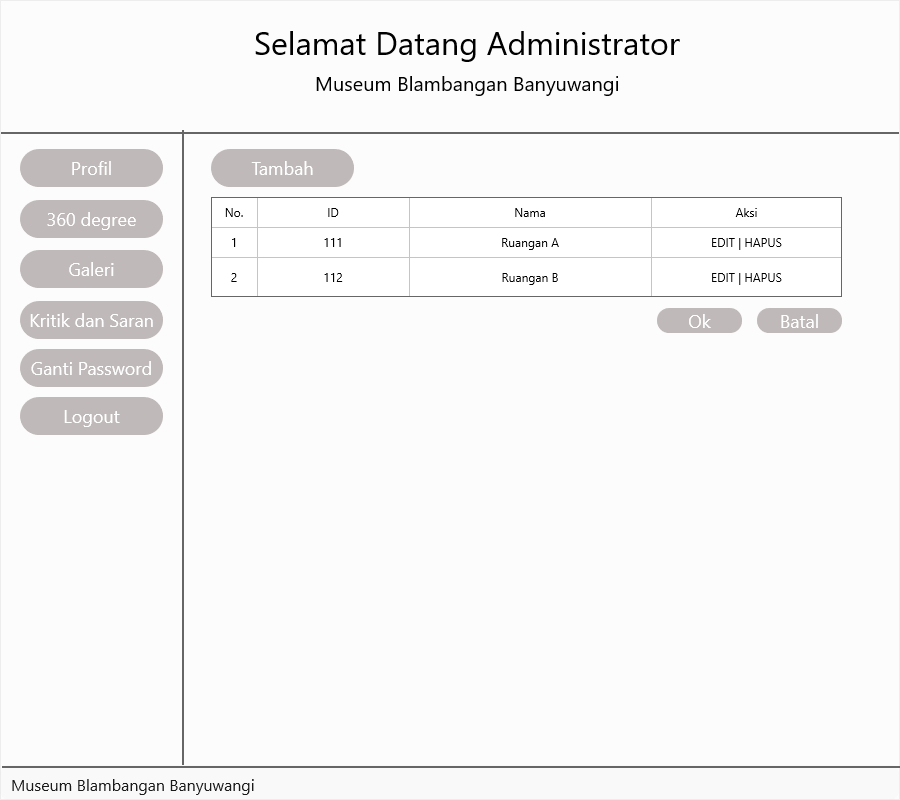 Selamat Datang Administrator
Museum Blambangan Banyuwangi
Profil
360 degree
Galeri
Kritik dan Saran
Ganti Password
Logout
Tambah
No. ID Nama Aksi
1 111 Ruangan A EDIT | HAPUS
2 112 Ruangan B EDIT | HAPUS
Ok Batal
Museum Blambangan Banyuwangi